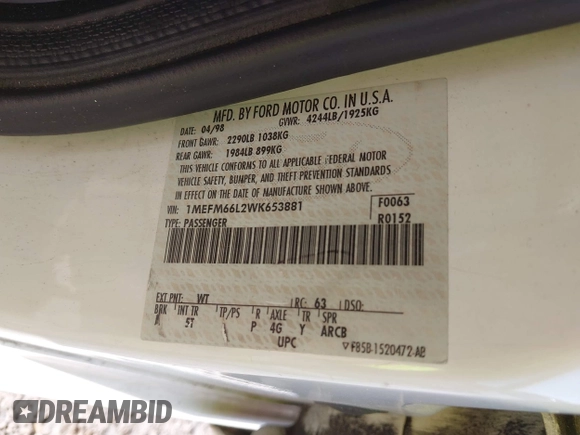 MFD. BY FORD MOTOR CO. IN U.S.A.
DATE: 04/98 GVWR: 4244LB/1925KG
FRONT GAWR: 2290LB 1038KG
REAR GAWR: 1984LB 899KG
THIS VEHICLE CONFORMS TO ALL APPLICABLE FEDERAL MOTOR
VEHICLE SAFETY, BUMPER, AND THEFT PREVENTION STANDARDS
IN EFFECT ON THE DATE OF MANUFACTURE SHOWN ABOVE.
VIN: 1MEFM66L2WK653881 F0063
TYPE: PASSENGER R0152
EXT PNT: WT RC: 63 DSO:
BRK INT TR TP/PS R AXLE TR SPR
5T P 4G Y ARCB
UPC
F85B-1520472-AB
DREAMBID